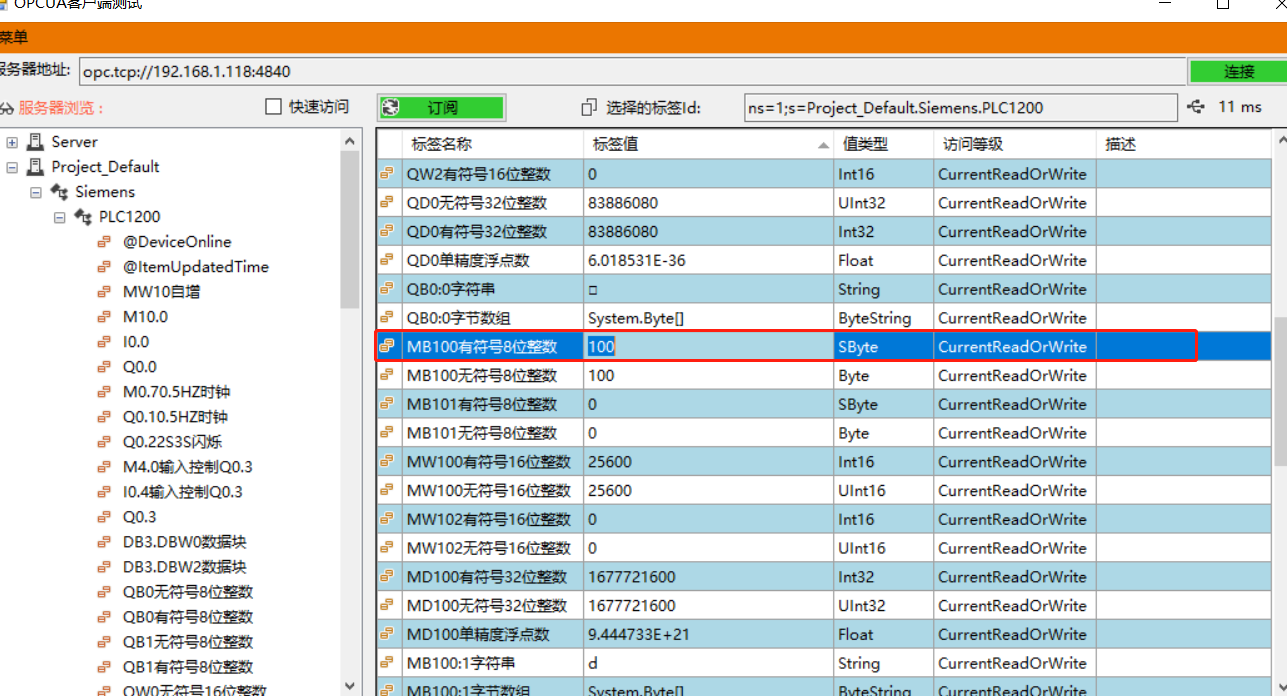 OPCUA客户端测试
菜单
服务器地址: opc.tcp://192.168.1.118:4840 连接
服务器浏览： 快速访问 订阅 选择的标签Id: ns=1;s=Project_Default.Siemens.PLC1200 11 ms
Server
Project_Default
Siemens
PLC1200
@DeviceOnline
@ItemUpdatedTime
MW10自增
M10.0
I0.0
Q0.0
M0.70.5HZ时钟
Q0.10.5HZ时钟
Q0.22S3S闪烁
M4.0输入控制Q0.3
I0.4输入控制Q0.3
Q0.3
DB3.DBW0数据块
DB3.DBW2数据块
QB0无符号8位整数
QB0有符号8位整数
QB1无符号8位整数
QB1有符号8位整数
QW0无符号16位整数
标签名称 标签值 值类型 访问等级 描述
QW2有符号16位整数 0 Int16 CurrentReadOrWrite
QD0无符号32位整数 83886080 UInt32 CurrentReadOrWrite
QD0有符号32位整数 83886080 Int32 CurrentReadOrWrite
QD0单精度浮点数 6.018531E-36 Float CurrentReadOrWrite
QB0:0字符串 □ String CurrentReadOrWrite
QB0:0字节数组 System.Byte[] ByteString CurrentReadOrWrite
MB100有符号8位整数 100 SByte CurrentReadOrWrite
MB100无符号8位整数 100 Byte CurrentReadOrWrite
MB101有符号8位整数 0 SByte CurrentReadOrWrite
MB101无符号8位整数 0 Byte CurrentReadOrWrite
MW100有符号16位整数 25600 Int16 CurrentReadOrWrite
MW100无符号16位整数 25600 UInt16 CurrentReadOrWrite
MW102有符号16位整数 0 Int16 CurrentReadOrWrite
MW102无符号16位整数 0 UInt16 CurrentReadOrWrite
MD100有符号32位整数 1677721600 Int32 CurrentReadOrWrite
MD100无符号32位整数 1677721600 UInt32 CurrentReadOrWrite
MD100单精度浮点数 9.444733E+21 Float CurrentReadOrWrite
MB100:1字符串 d String CurrentReadOrWrite
MB100:1字节数组 System.Byte[] ByteString CurrentReadOrWrite